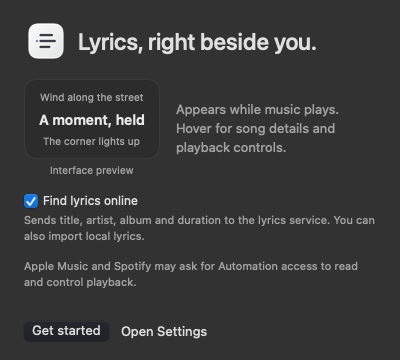 Lyrics, right beside you.
Wind along the street
A moment, held
The corner lights up
Interface preview
Appears while music plays.
Hover for song details and
playback controls.
Find lyrics online
Sends title, artist, album and duration to the lyrics service. You can
also import local lyrics.
Apple Music and Spotify may ask for Automation access to read
and control playback.
Get started
Open Settings